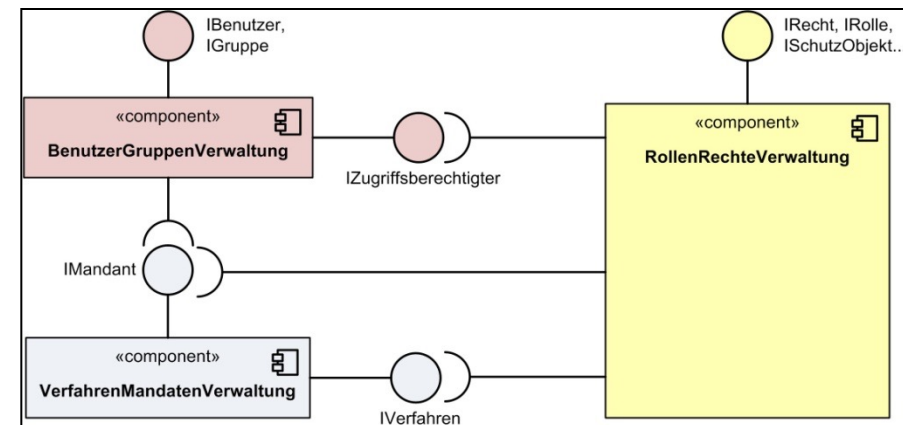 IBenutzer,
IGruppe
IRecht, IRolle,
ISchutzObjekt..
«component»
BenutzerGruppenVerwaltung
IZugriffsberechtigter
«component»
RollenRechteVerwaltung
IMandant
«component»
VerfahrenMandatenVerwaltung
IVerfahren